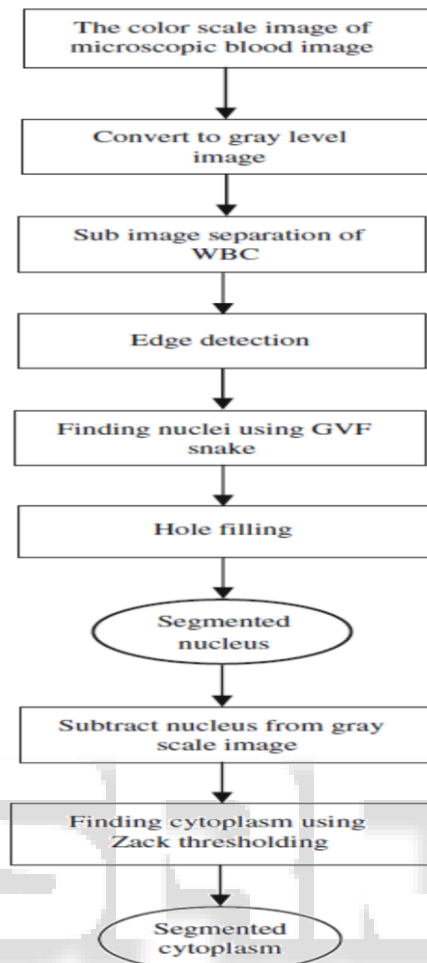 The color scale image of
microscopic blood image
Convert to gray level
image
Sub image separation of
WBC
Edge detection
Finding nuclei using GVF
snake
Hole filling
Segmented
nucleus
Subtract nucleus from gray
scale image
Finding cytoplasm using
Zack thresholding
Segmented
cytoplasm